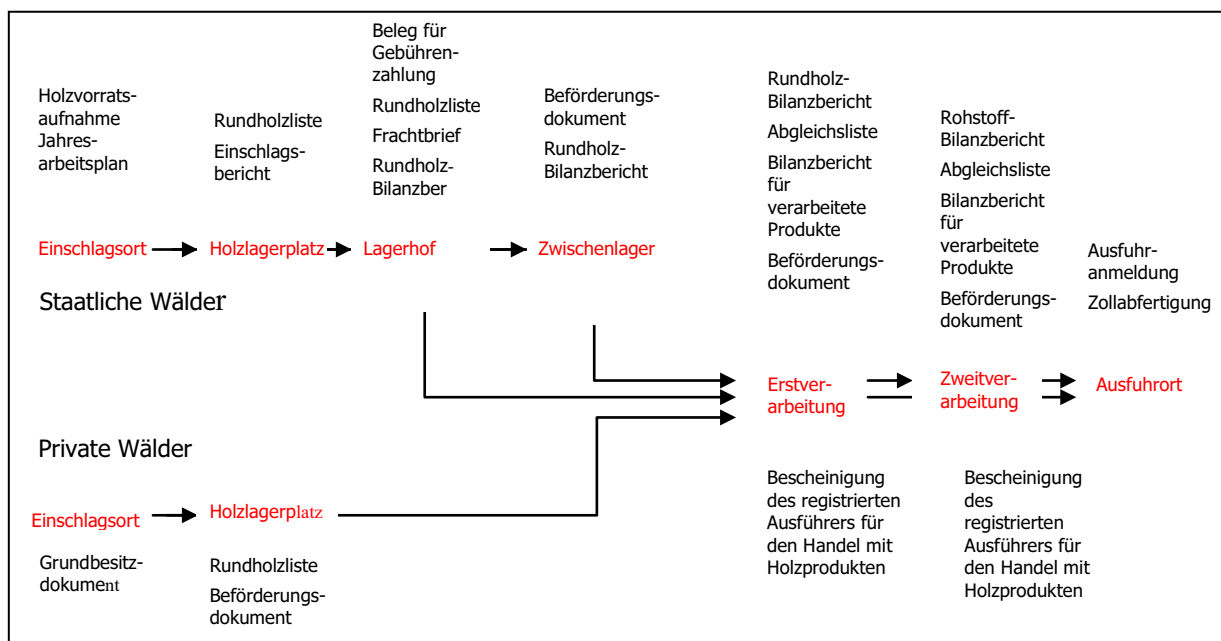 Holzvorrats-
aufnahme
Jahres-
arbeitsplan
Rundholzliste
Einschlags-
bericht
Beleg für
Gebühren-
zahlung
Rundholzliste
Frachtbrief
Rundholz-
Bilanzber
Beförderungs-
dokument
Rundholz-
Bilanzbericht
Rundholz-
Bilanzbericht
Abgleichsliste
Bilanzbericht
für
verarbeitete
Produkte
Beförderungs-
dokument
Rohstoff-
Bilanzbericht
Abgleichsliste
Bilanzbericht
für
verarbeitete
Produkte
Beförderungs-
dokument
Ausfuhr-
anmeldung
Zollabfertigung
Einschlagsort
Holzlagerplatz
Lagerhof
Zwischenlager
Staatliche Wälder
Erstver-
arbeitung
Zweitver-
arbeitung
Ausfuhrort
Private Wälder
Einschlagsort
Holzlagerplatz
Grundbesitz-
dokument
Rundholzliste
Beförderungs-
dokument
Bescheinigung
des registrierten
Ausführers für
den Handel mit
Holzprodukten
Bescheinigung
des
registrierten
Ausführers für
den Handel mit
Holzprodukten